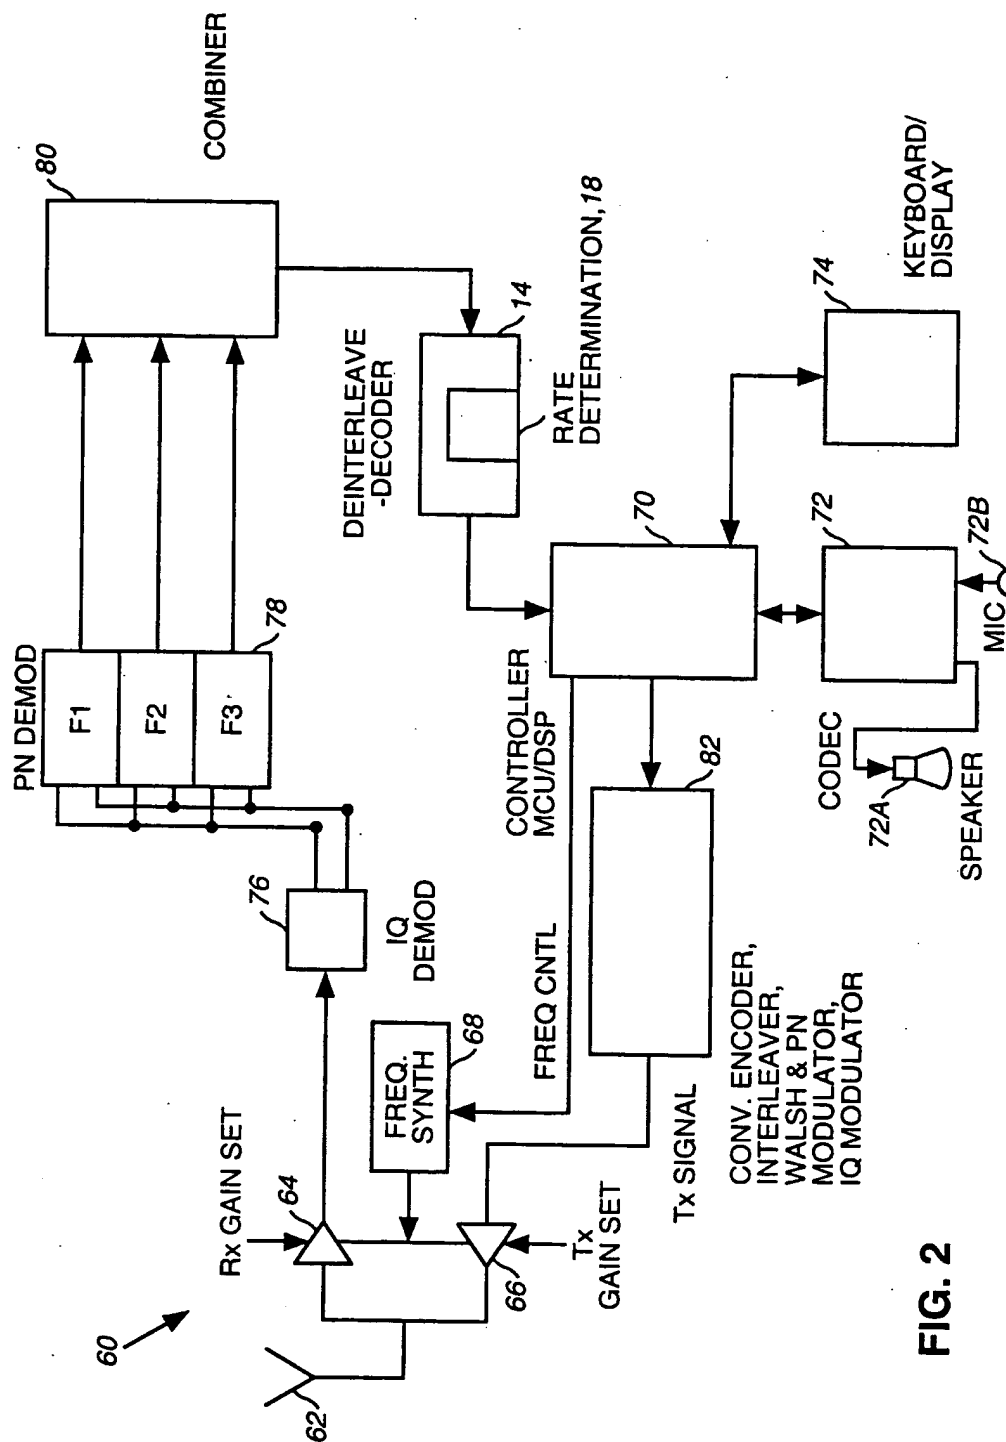 60
62
Rx GAIN SET
64
66
Tx
GAIN SET
FREQ.
SYNTH
68
76
IQ
DEMOD
PN DEMOD
F1
F2
F3
78
80
COMBINER
DEINTERLEAVE
-DECODER
14
RATE
DETERMINATION,18
CONTROLLER
MCU/DSP
70
FREQ CNTL
82
Tx SIGNAL
CONV. ENCODER,
INTERLEAVER,
WALSH & PN
MODULATOR,
IQ MODULATOR
72
CODEC
72A
SPEAKER
MIC
72B
74
KEYBOARD/
DISPLAY
FIG. 2